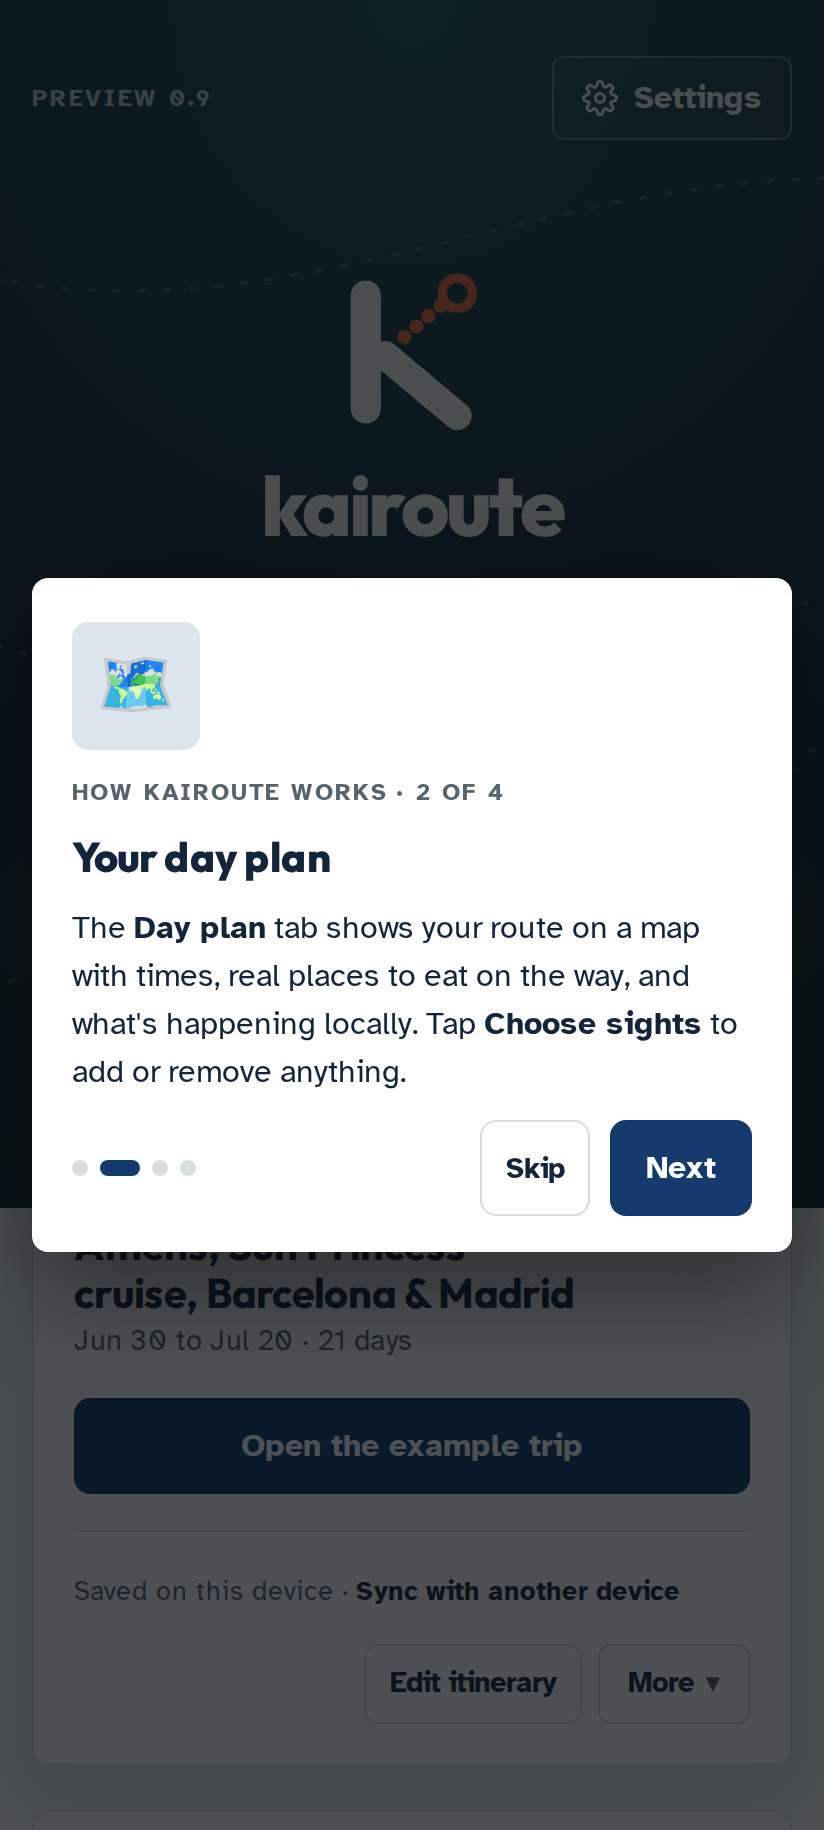 PREVIEW 0.9
Settings
kairoute
HOW KAIROUTE WORKS · 2 OF 4
Your day plan
The Day plan tab shows your route on a map
with times, real places to eat on the way, and
what's happening locally. Tap Choose sights to
add or remove anything.
Skip
Next
Athens, Sun Princess
cruise, Barcelona & Madrid
Jun 30 to Jul 20 · 21 days
Open the example trip
Saved on this device · Sync with another device
Edit itinerary
More ▾